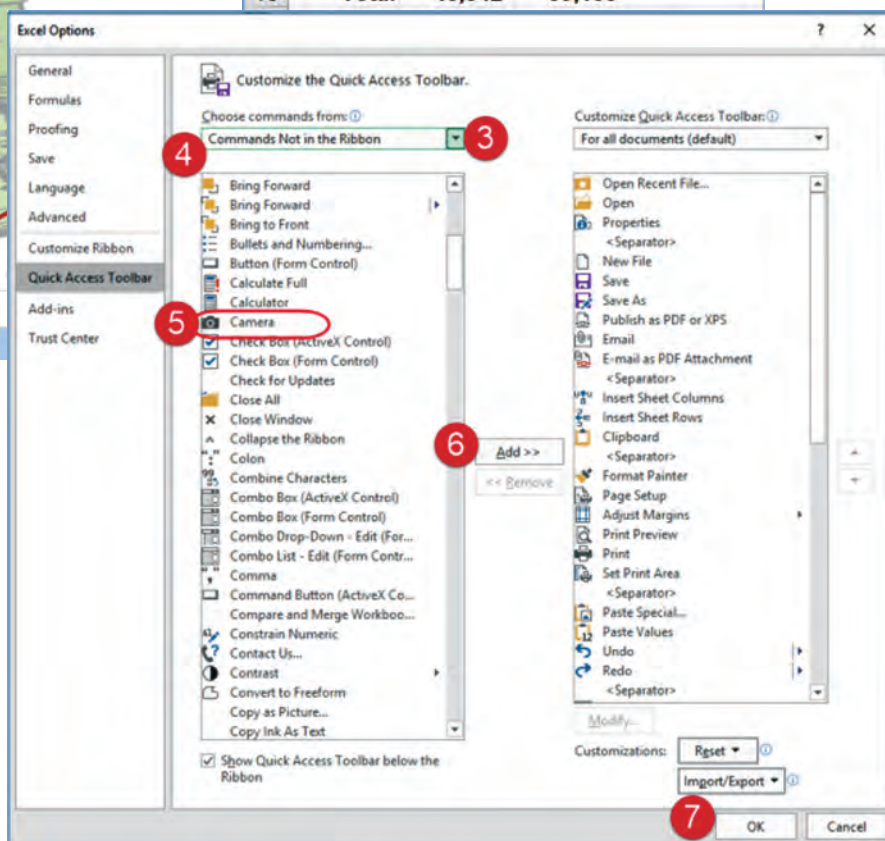 Excel Options
?
General
Formulas
Proofing
Save
Language
Advanced
Customize Ribbon
Quick Access Toolbar
Add-ins
Trust Center
Customize the Quick Access Toolbar.
Choose commands from:
3
4
Commands Not in the Ribbon
Bring Forward
Bring Forward
Bring to Front
Bullets and Numbering...
Button (Form Control)
Calculate Full
Calculator
5
Camera
Check Box (ActiveX Control)
Check Box (Form Control)
Check for Updates
Close All
Close Window
Collapse the Ribbon
Colon
Combine Characters
Combo Box (ActiveX Control)
Combo Box (Form Control)
Combo Drop-Down - Edit (For...
Combo List - Edit (Form Contr...
Comma
Command Button (ActiveX Co...
Compare and Merge Workboo...
Constrain Numeric
Contact Us...
Contrast
Convert to Freeform
Copy as Picture...
Copy Ink As Text
Show Quick Access Toolbar below the
Ribbon
6
Add >>
<< Remove
Customize Quick Access Toolbar:
For all documents (default)
Open Recent File...
Open
Properties
<Separator>
New File
Save
Save As
Publish as PDF or XPS
Email
E-mail as PDF Attachment
<Separator>
Insert Sheet Columns
Insert Sheet Rows
Clipboard
<Separator>
Format Painter
Page Setup
Adjust Margins
Print Preview
Print
Set Print Area
<Separator>
Paste Special...
Paste Values
Undo
Redo
<Separator>
Modify...
Customizations:
Reset
Import/Export
7
OK
Cancel